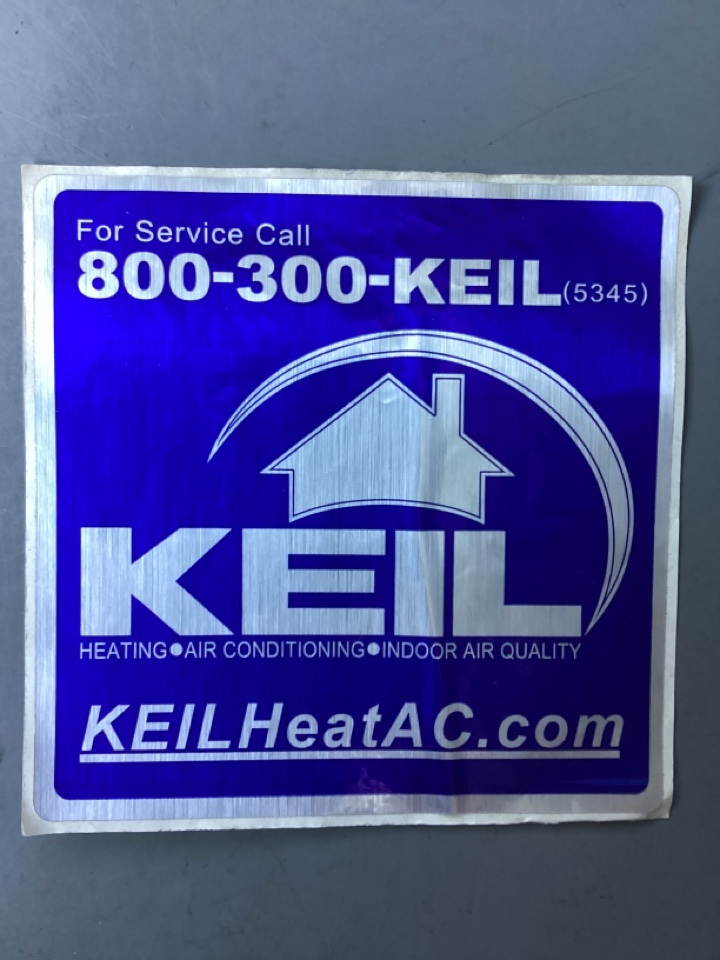 For Service Call
800-300-KEIL(5345)
KEIL
HEATING●AIR CONDITIONING●INDOOR AIR QUALITY
KEILHeatAC.com